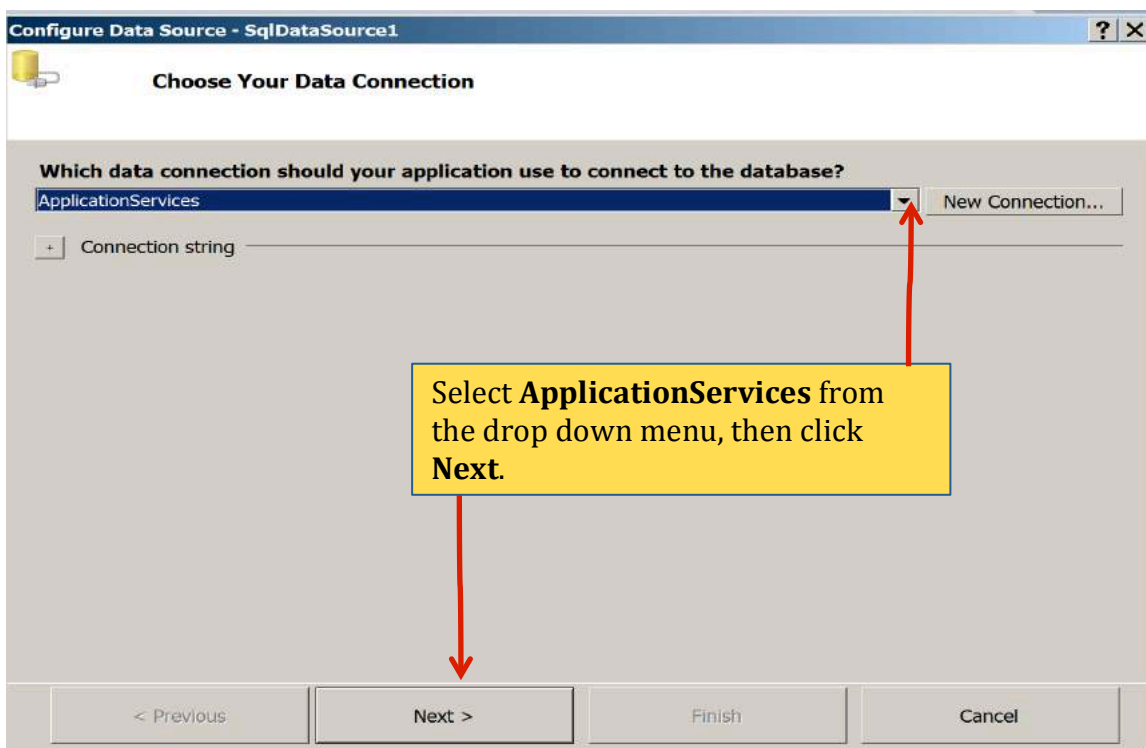 Configure Data Source - SqlDataSource1
? X
Choose Your Data Connection
Which data connection should your application use to connect to the database?
ApplicationServices
New Connection...
+ Connection string
Select ApplicationServices from
the drop down menu, then click
Next.
< Previous
Next >
Finish
Cancel